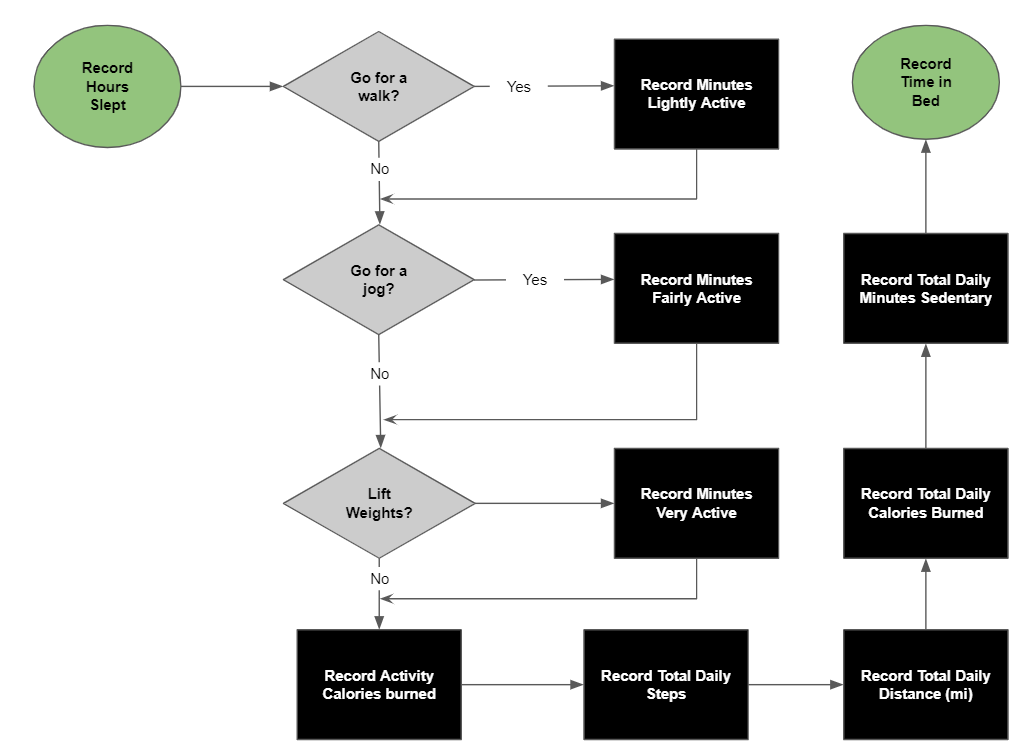 Record
Hours
Slept
Go for a
walk?
Yes
Record Minutes
Lightly Active
No
Go for a
jog?
Yes
Record Minutes
Fairly Active
No
Lift
Weights?
Record Minutes
Very Active
No
Record Activity
Calories burned
Record Total Daily
Steps
Record Total Daily
Distance (mi)
Record Total Daily
Calories Burned
Record Total Daily
Minutes Sedentary
Record
Time in
Bed